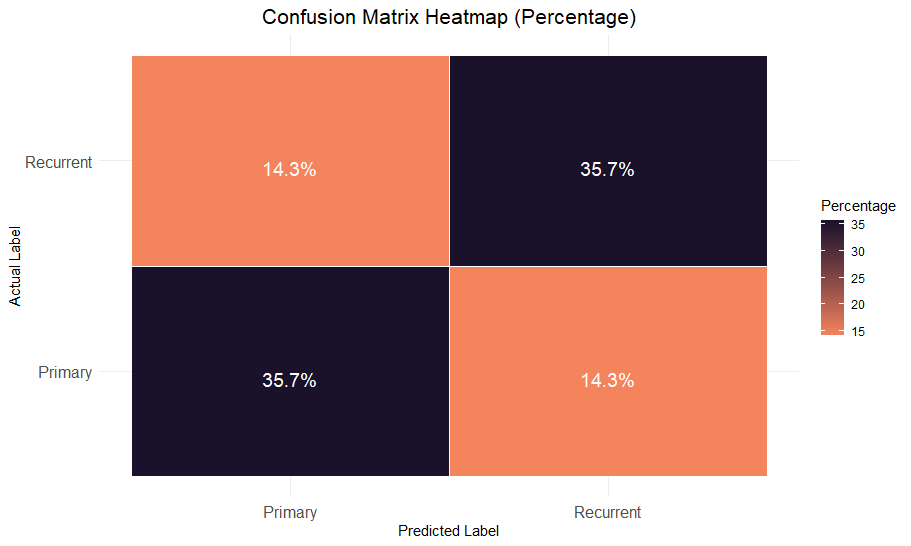 Confusion Matrix Heatmap (Percentage)
Actual Label
Recurrent
14.3%
35.7%
Primary
35.7%
14.3%
Primary
Recurrent
Predicted Label
Percentage
35
30
25
20
15